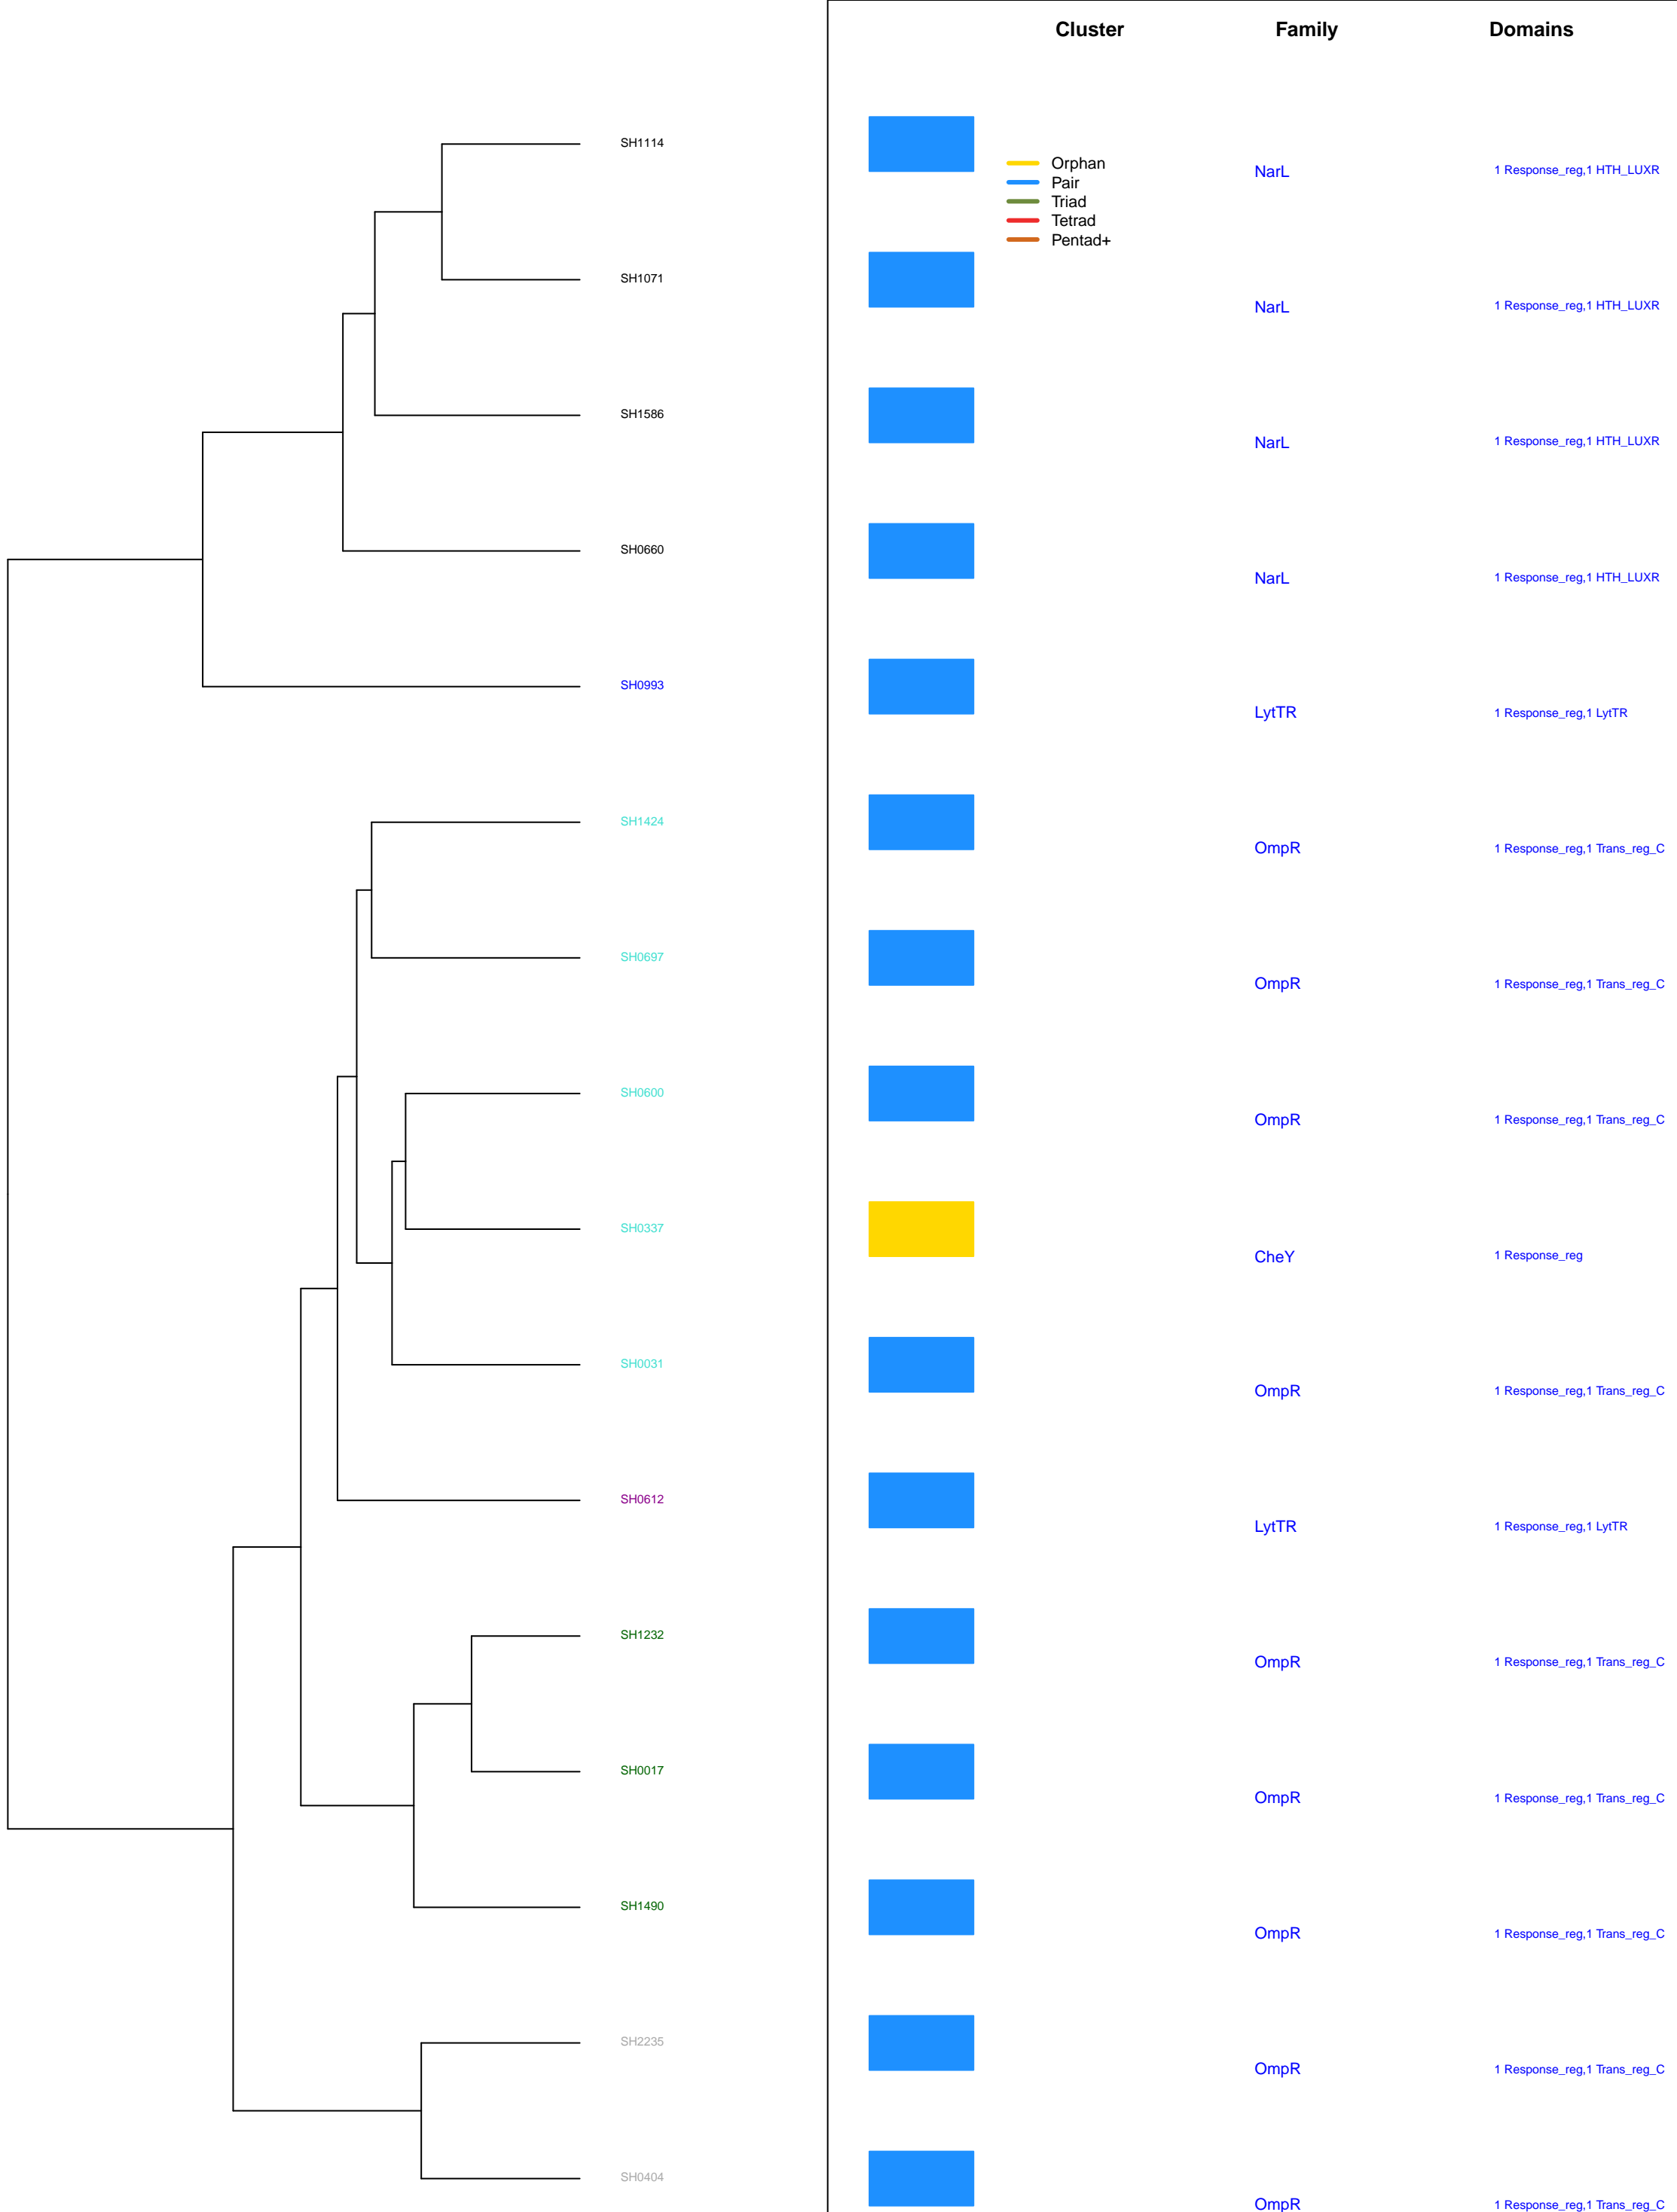 Cluster Family Domains
SH1114
Orphan
Pair
Triad
Tetrad
Pentad+
NarL 1 Response_reg,1 HTH_LUXR
SH1071
NarL 1 Response_reg,1 HTH_LUXR
SH1586
NarL 1 Response_reg,1 HTH_LUXR
SH0660
NarL 1 Response_reg,1 HTH_LUXR
SH0993
LytTR 1 Response_reg,1 LytTR
SH1424
OmpR 1 Response_reg,1 Trans_reg_C
SH0697
OmpR 1 Response_reg,1 Trans_reg_C
SH0600
OmpR 1 Response_reg,1 Trans_reg_C
SH0337
CheY 1 Response_reg
SH0031
OmpR 1 Response_reg,1 Trans_reg_C
SH0612
LytTR 1 Response_reg,1 LytTR
SH1232
OmpR 1 Response_reg,1 Trans_reg_C
SH0017
OmpR 1 Response_reg,1 Trans_reg_C
SH1490
OmpR 1 Response_reg,1 Trans_reg_C
SH2235
OmpR 1 Response_reg,1 Trans_reg_C
SH0404
OmpR 1 Response_reg,1 Trans_reg_C